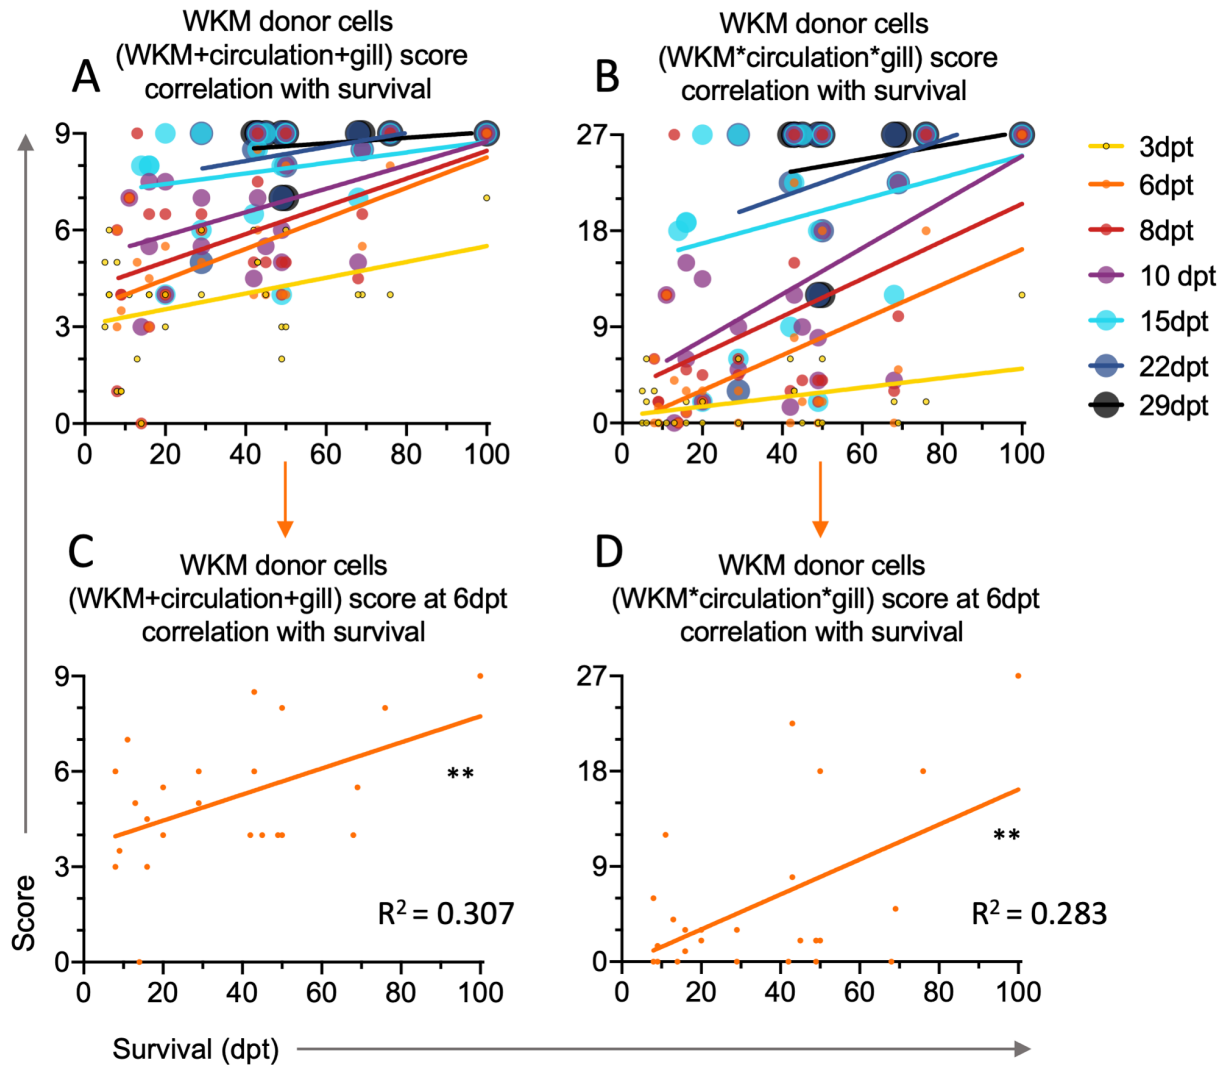 A
WKM donor cells
(WKM+circulation+gill) score
correlation with survival
9
6
3
0
0 20 40 60 80 100
B
WKM donor cells
(WKM*circulation*gill) score
correlation with survival
27
18
9
0
0 20 40 60 80 100
3dpt
6dpt
8dpt
10 dpt
15dpt
22dpt
29dpt
C
WKM donor cells
(WKM+circulation+gill) score at 6dpt
correlation with survival
9
6
3
0
**
R² = 0.307
0 20 40 60 80 100
D
WKM donor cells
(WKM*circulation*gill) score at 6dpt
correlation with survival
27
18
9
0
**
R² = 0.283
0 20 40 60 80 100
Score
Survival (dpt)